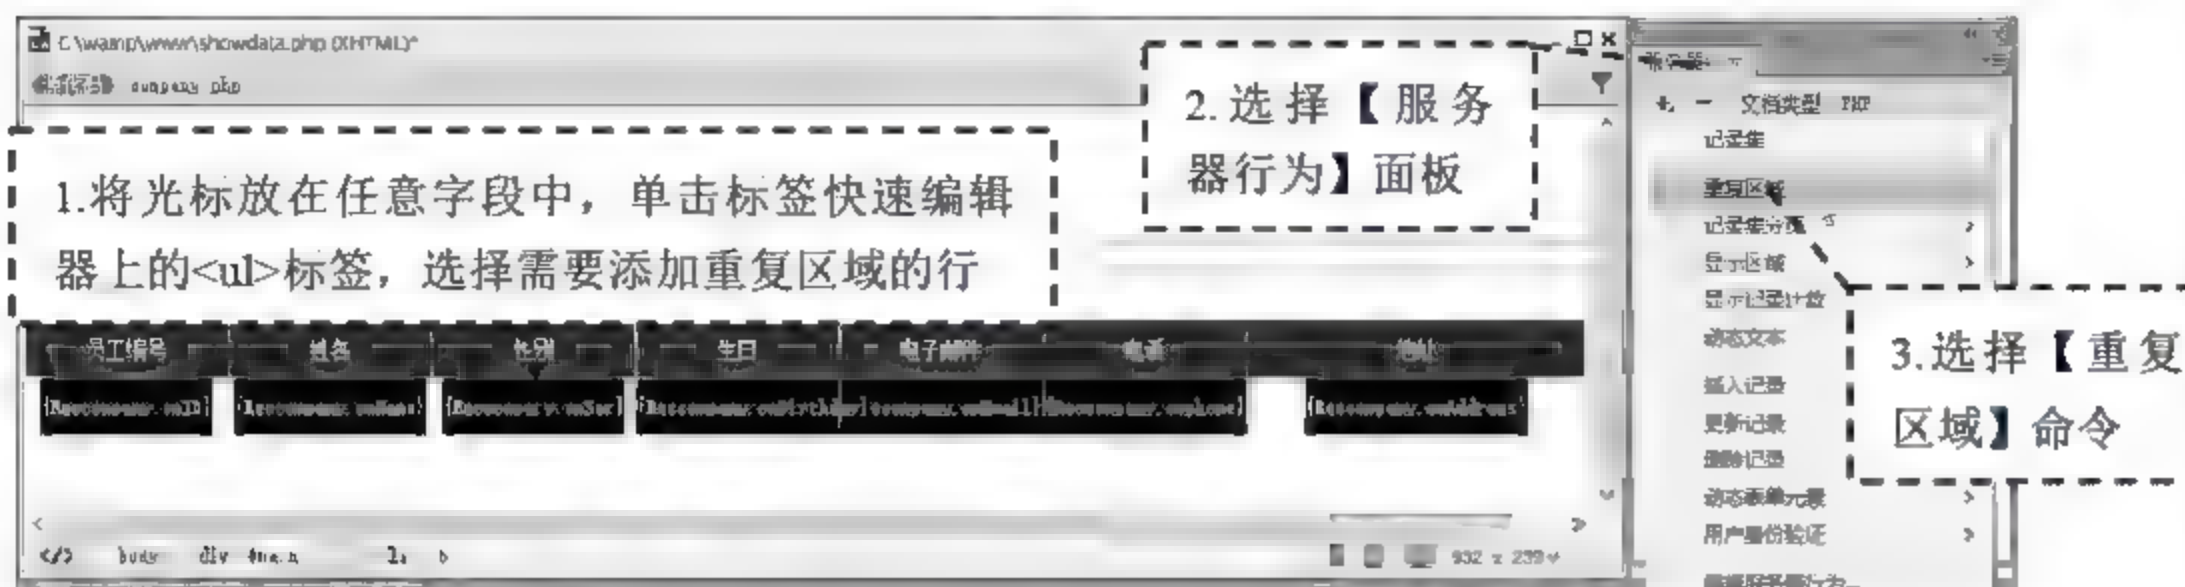 C:\wamp\www\showdata.php (XHTML)*
company.php
1.将光标放在任意字段中，单击标签快速编辑
器上的<ul>标签，选择需要添加重复区域的行
2.选择【服务
器行为】面板
文档类型 PHP
记录集
重复区域
记录集分页
显示区域
显示记录计数
动态文本
插入记录
更新记录
删除记录
动态表单元素
用户身份验证
3.选择【重复
区域】命令
员工编号 姓名 性别 生日 电子邮件 电话 地址
</> body div #main
932 x 239